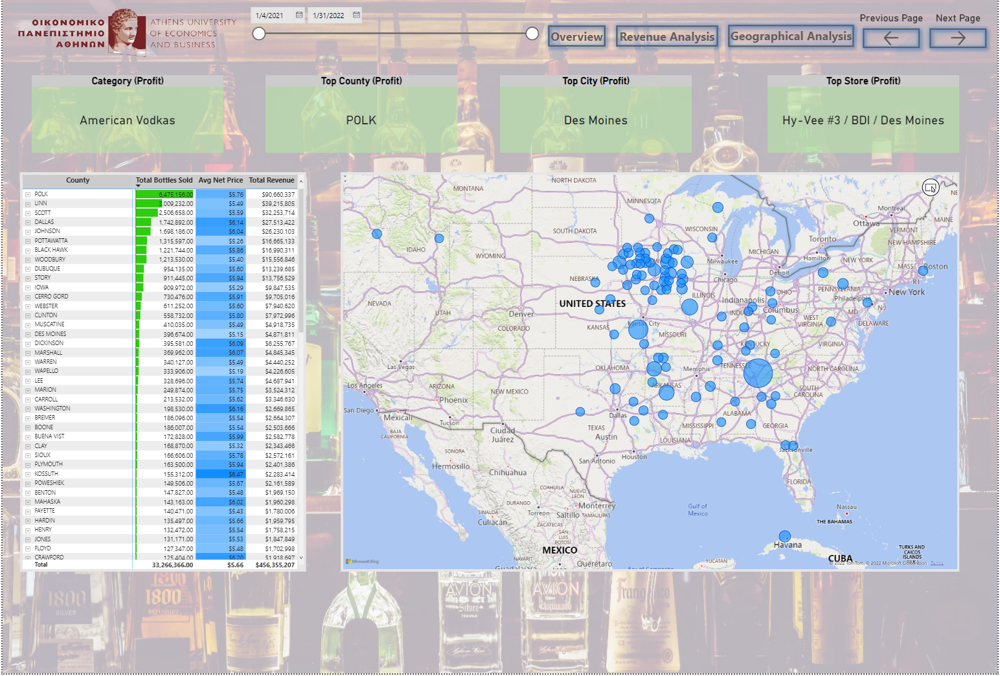 ΟΙΚΟΝΟΜΙΚΟ
ΠΑΝΕΠΙΣΤΗΜΙΟ
ΑΘΗΝΩΝ
ATHENS UNIVERSITY
OF ECONOMICS
AND BUSINESS
1/4/2021 1/31/2022
Overview
Revenue Analysis
Geographical Analysis
Previous Page
Next Page
Category (Profit)
American Vodkas
Top County (Profit)
POLK
Top City (Profit)
Des Moines
Top Store (Profit)
Hy-Vee #3 / BDI / Des Moines
County Total Bottles Sold Avg Net Price Total Revenue
POLK 6,475,156.00 $5.76 $90,660,337
LINN 3,009,232.00 $5.49 $39,215,805
SCOTT 2,506,658.00 $5.59 $32,253,714
DALLAS 1,742,892.00 $6.14 $27,513,422
JOHNSON 1,698,186.00 $6.04 $26,230,103
POTTAWATTA 1,315,597.00 $5.26 $16,665,133
BLACK HAWK 1,221,744.00 $5.86 $16,990,311
WOODBURY 1,213,530.00 $5.40 $15,556,846
DUBUQUE 954,135.00 $5.60 $13,239,685
STORY 911,445.00 $5.94 $13,756,529
IOWA 909,972.00 $5.29 $9,847,535
CERRO GORD 730,476.00 $5.91 $9,705,016
WEBSTER 611,252.00 $5.60 $7,940,620
CLINTON 558,732.00 $5.80 $7,972,996
MUSCATINE 410,035.00 $5.49 $4,918,735
DES MOINES 396,674.00 $5.15 $4,871,811
DICKINSON 395,581.00 $6.09 $6,255,767
MARSHALL 369,962.00 $6.07 $4,845,345
WARREN 340,127.00 $5.49 $4,440,252
WAPELLO 333,906.00 $5.19 $4,226,605
LEE 328,696.00 $5.74 $4,687,941
MARION 249,874.00 $5.75 $3,524,312
CARROLL 213,532.00 $5.62 $3,346,630
WASHINGTON 198,530.00 $6.16 $2,669,865
BREMER 186,096.00 $5.54 $2,664,307
BOONE 186,007.00 $5.54 $2,503,666
BUENA VIST 172,828.00 $5.99 $2,582,778
CLAY 168,870.00 $5.32 $2,343,466
SIOUX 166,606.00 $5.78 $2,572,161
PLYMOUTH 163,500.00 $5.94 $2,401,386
KOSSUTH 155,312.00 $6.47 $2,283,414
POWESHIEK 149,506.00 $5.67 $2,161,589
BENTON 147,827.00 $5.48 $1,969,150
MAHASKA 143,163.00 $6.02 $1,960,298
FAYETTE 140,471.00 $5.43 $1,780,006
HARDIN 135,497.00 $5.66 $1,959,795
HENRY 132,472.00 $5.54 $1,758,215
JONES 131,171.00 $5.53 $1,847,849
FLOYD 127,347.00 $5.48 $1,702,998
CRAWFORD 125,404.00 $6.20 $1,918,697
Total 33,266,366.00 $5.66 $456,355,207
NORTH DAKOTA
MONTANA
MINNESOTA
Montreal
Ottawa
MAINE
SOUTH DAKOTA
WISCONSIN
VERMONT
Toronto
NEW HAMPSHIRE
IDAHO
MICHIGAN
WYOMING
Hamilton
NEW YORK
Milwaukee
MASS
Boston
Detroit
NEBRASKA
Chicago
R.I
PENNSYLVANIA
New York
ILLINOIS
OHIO
Indianapolis
Philadelphia
UNITED STATES
NEVADA
N.J.
UTAH
Denver
Columbus
MD
Kansas City
WEST
VIRGINIA
DELAWARE
COLORADO
KANSAS
MISSOURI
KENTUCKY
VIRGINIA
Las Vegas
OKLAHOMA
Memphis
TENNESSEE
NORTH CAROLINA
Los Angeles
ARIZONA
NEW MEXICO
ARKANSAS
SOUTH
CAROLINA
Phoenix
San Diego
Mexicali
Dallas
ALABAMA
Tucson
MISSISSIPPI
GEORGIA
Ciudad
Juárez
TEXAS
BAJA
CALIFORNIA
Austin
LOUISIANA
SONORA
San Antonio
Houston
Jacksonville
Hermosillo
Chihuahua
FLORIDA
COAHUILA
NUEVO
LEÓN
DURANGO
Monterrey
Gulf of
Mexico
Nassau
SINALOA
Torreón
Saltillo
TAMAULIPAS
Culiacán
ZACATECAS
THE BAHAMAS
SAN
LUIS
POTOSÍ
MEXICO
Havana
TURKS AND
CAICOS
ISLANDS
NAYARIT
CUBA
YUCATAN
Querétaro
Microsoft Bing
© 2022 TomTom, © 2022 Microsoft Corporation Terms
1800
SILVER
1800
REPOSADO
AVIÓN
Silver
TEQUILA
AVIÓN